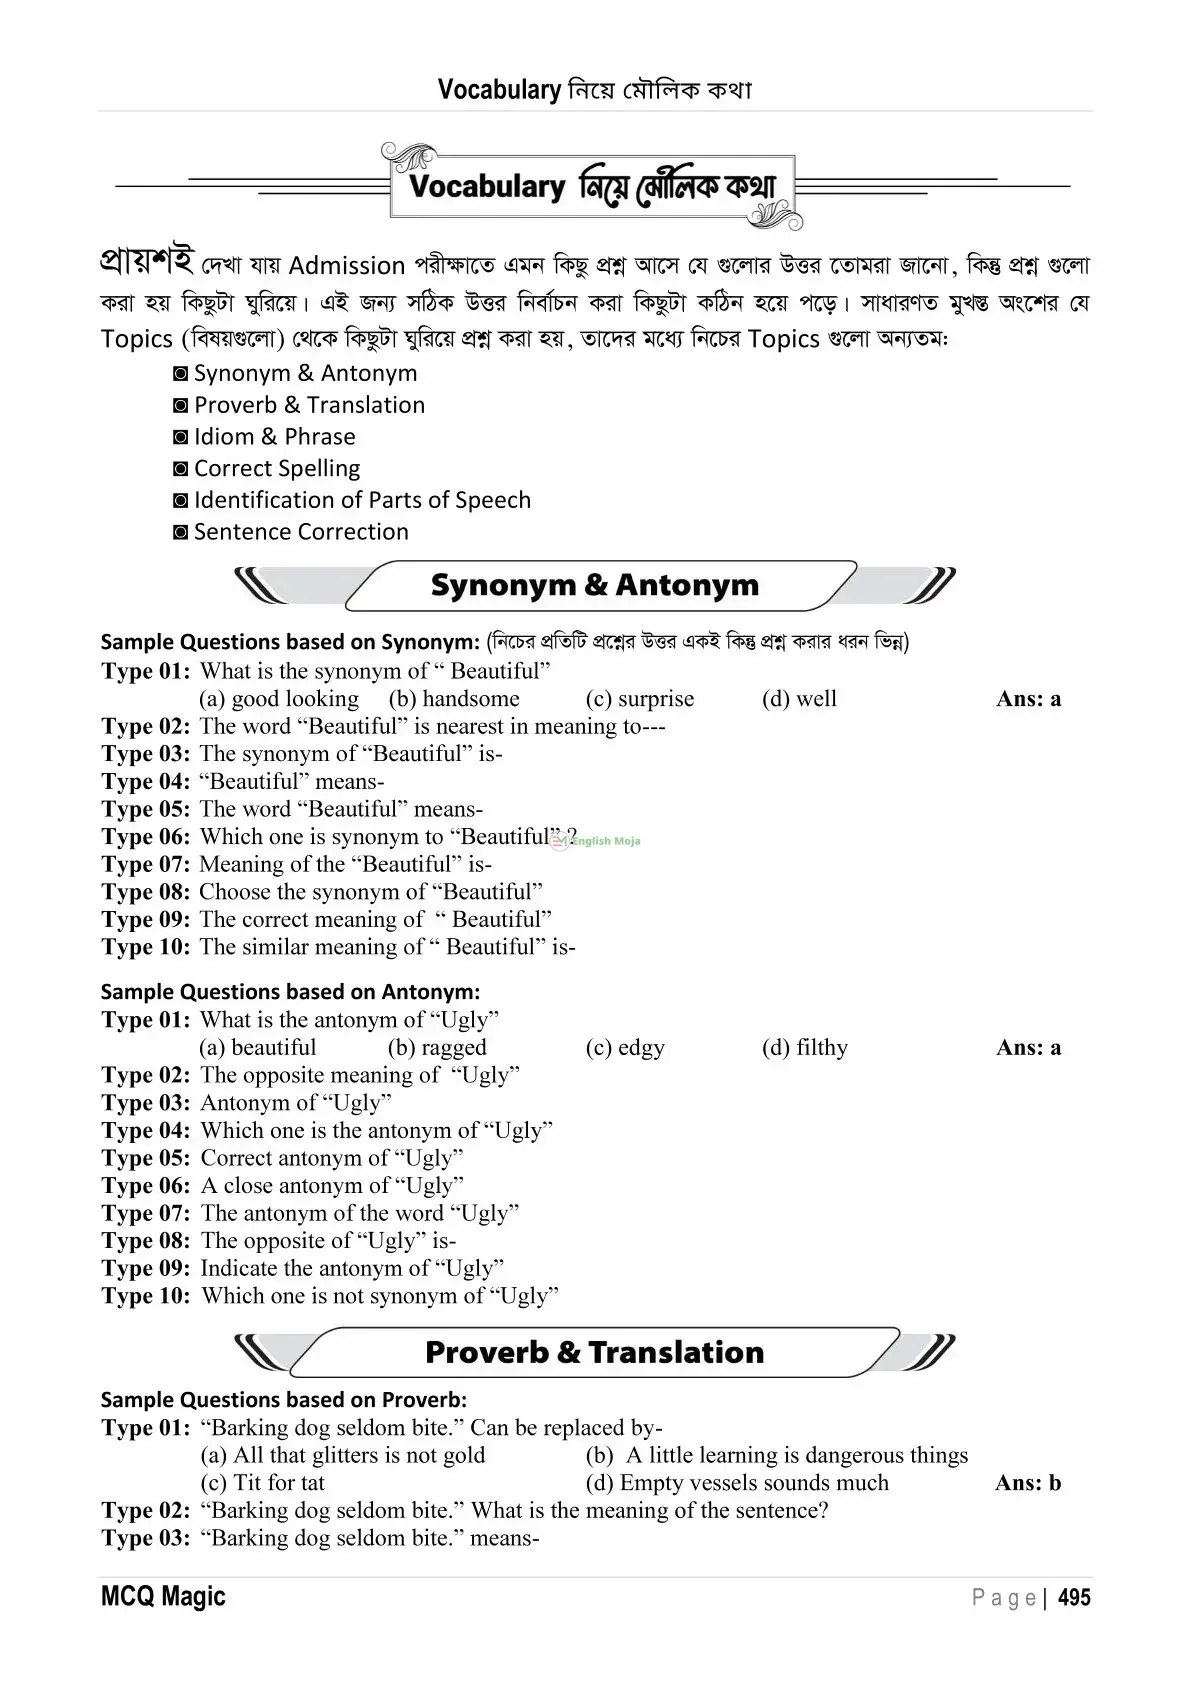 Vocabulary নিয়ে মৌলিক কথা
Vocabulary নিয়ে মৌলিক কথা
প্রায়শই দেখা যায় Admission পরীক্ষাতে এমন কিছু প্রশ্ন আসে যে গুলোর উত্তর তোমরা জানো, কিন্তু প্রশ্ন গুলো
করা হয় কিছুটা ঘুরিয়ে। এই জন্য সঠিক উত্তর নির্বাচন করা কিছুটা কঠিন হয়ে পড়ে। সাধারণত মুখস্ত অংশের যে
Topics (বিষয়গুলো) থেকে কিছুটা ঘুরিয়ে প্রশ্ন করা হয়, তাদের মধ্যে নিচের Topics গুলো অন্যতম:
◙ Synonym & Antonym
◙ Proverb & Translation
◙ Idiom & Phrase
◙ Correct Spelling
◙ Identification of Parts of Speech
◙ Sentence Correction
Synonym & Antonym
Sample Questions based on Synonym: (নিচের প্রতিটি প্রশ্নের উত্তর একই কিন্তু প্রশ্ন করার ধরন ভিন্ন)
Type 01: What is the synonym of “ Beautiful”
(a) good looking (b) handsome (c) surprise (d) well Ans: a
Type 02: The word “Beautiful” is nearest in meaning to---
Type 03: The synonym of “Beautiful” is-
Type 04: “Beautiful” means-
Type 05: The word “Beautiful” means-
Type 06: Which one is synonym to “Beautiful” ?
English Moja
Type 07: Meaning of the “Beautiful” is-
Type 08: Choose the synonym of “Beautiful”
Type 09: The correct meaning of “ Beautiful”
Type 10: The similar meaning of “ Beautiful” is-
Sample Questions based on Antonym:
Type 01: What is the antonym of “Ugly”
(a) beautiful (b) ragged (c) edgy (d) filthy Ans: a
Type 02: The opposite meaning of “Ugly”
Type 03: Antonym of “Ugly”
Type 04: Which one is the antonym of “Ugly”
Type 05: Correct antonym of “Ugly”
Type 06: A close antonym of “Ugly”
Type 07: The antonym of the word “Ugly”
Type 08: The opposite of “Ugly” is-
Type 09: Indicate the antonym of “Ugly”
Type 10: Which one is not synonym of “Ugly”
Proverb & Translation
Sample Questions based on Proverb:
Type 01: “Barking dog seldom bite.” Can be replaced by-
(a) All that glitters is not gold (b) A little learning is dangerous things
(c) Tit for tat (d) Empty vessels sounds much Ans: b
Type 02: “Barking dog seldom bite.” What is the meaning of the sentence?
Type 03: “Barking dog seldom bite.” means-
MCQ Magic Page| 495